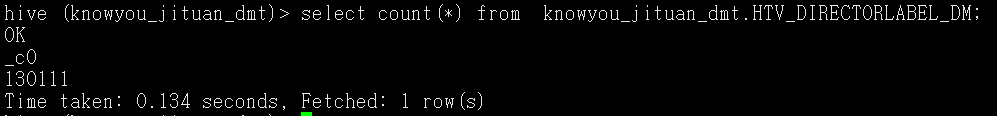 hive (knowyou_jituan_dmt)> select count(*) from  knowyou_jituan_dmt.HTV_DIRECTORLABEL_DM;
OK
_c0
130111
Time taken: 0.134 seconds, Fetched: 1 row(s)